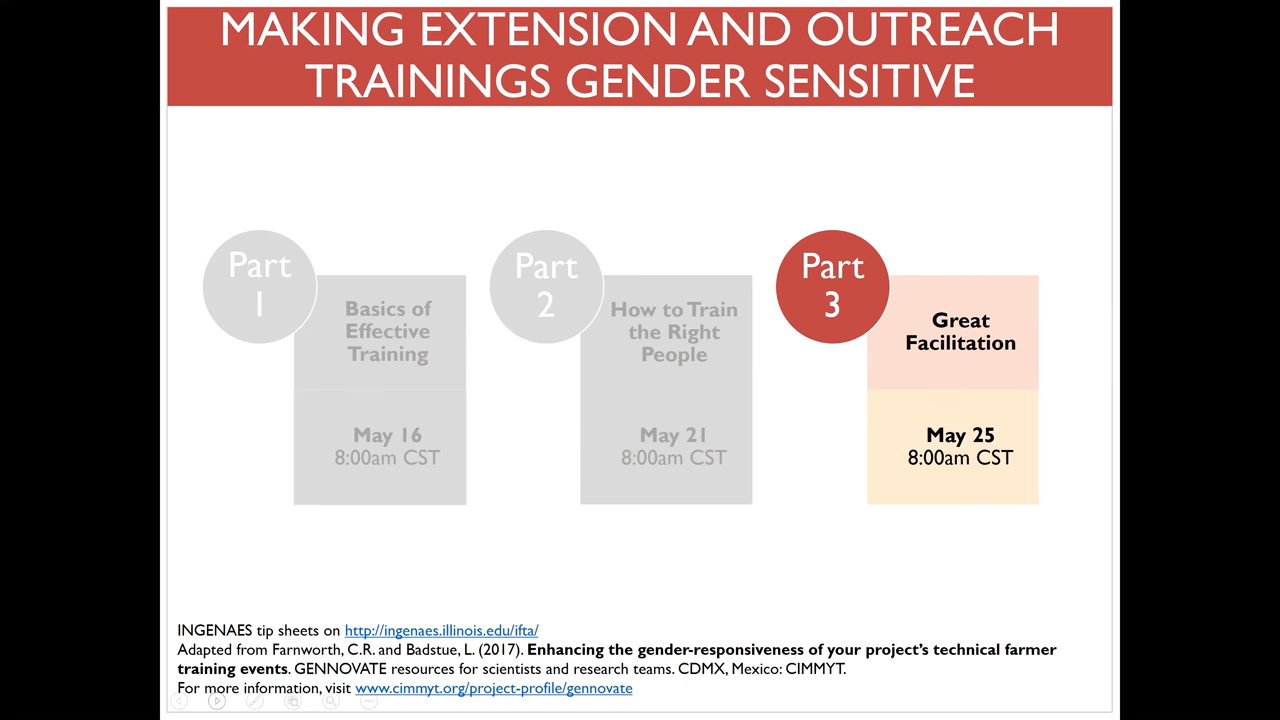 MAKING EXTENSION AND OUTREACH
TRAININGS GENDER SENSITIVE
Part
1
Basics of
Effective
Training
May 16
8:00am CST
Part
2
How to Train
the Right
People
May 21
8:00am CST
Part
3
Great
Facilitation
May 25
8:00am CST
INGENAES tip sheets on http://ingenaes.illinois.edu/ifta/
Adapted from Farnworth, C.R. and Badstue, L. (2017). Enhancing the gender-responsiveness of your project's technical farmer
training events. GENNOVATE resources for scientists and research teams. CDMX, Mexico: CIMMYT.
For more information, visit www.cimmyt.org/project-profile/gennovate